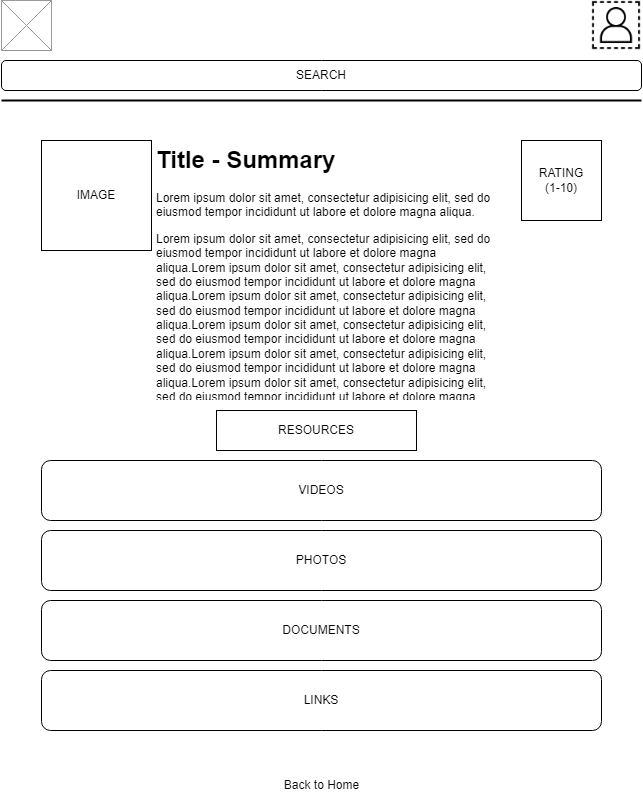 SEARCH
IMAGE
Title - Summary
Lorem ipsum dolor sit amet, consectetur adipisicing elit, sed do
eiusmod tempor incididunt ut labore et dolore magna aliqua.
Lorem ipsum dolor sit amet, consectetur adipisicing elit, sed do
eiusmod tempor incididunt ut labore et dolore magna
aliqua.Lorem ipsum dolor sit amet, consectetur adipisicing elit,
sed do eiusmod tempor incididunt ut labore et dolore magna
aliqua.Lorem ipsum dolor sit amet, consectetur adipisicing elit,
sed do eiusmod tempor incididunt ut labore et dolore magna
aliqua.Lorem ipsum dolor sit amet, consectetur adipisicing elit,
sed do eiusmod tempor incididunt ut labore et dolore magna
aliqua.Lorem ipsum dolor sit amet, consectetur adipisicing elit,
sed do eiusmod tempor incididunt ut labore et dolore magna
aliqua.Lorem ipsum dolor sit amet, consectetur adipisicing elit,
sed do eiusmod tempor incididunt ut labore et dolore magna
RATING
(1-10)
RESOURCES
VIDEOS
PHOTOS
DOCUMENTS
LINKS
Back to Home